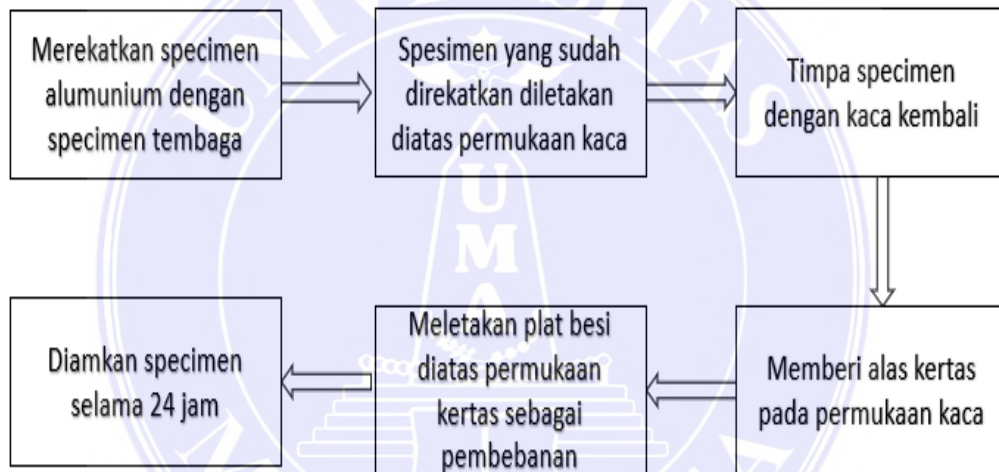 Merekatkan specimen
alumunium dengan
specimen tembaga
Spesimen yang sudah
direkatkan diletakan
diatas permukaan kaca
Timpa specimen
dengan kaca kembali
Memberi alas kertas
pada permukaan kaca
Meletakan plat besi
diatas permukaan
kertas sebagai
pembebanan
Diamkan specimen
selama 24 jam
UNIVERSITAS
U
M
A